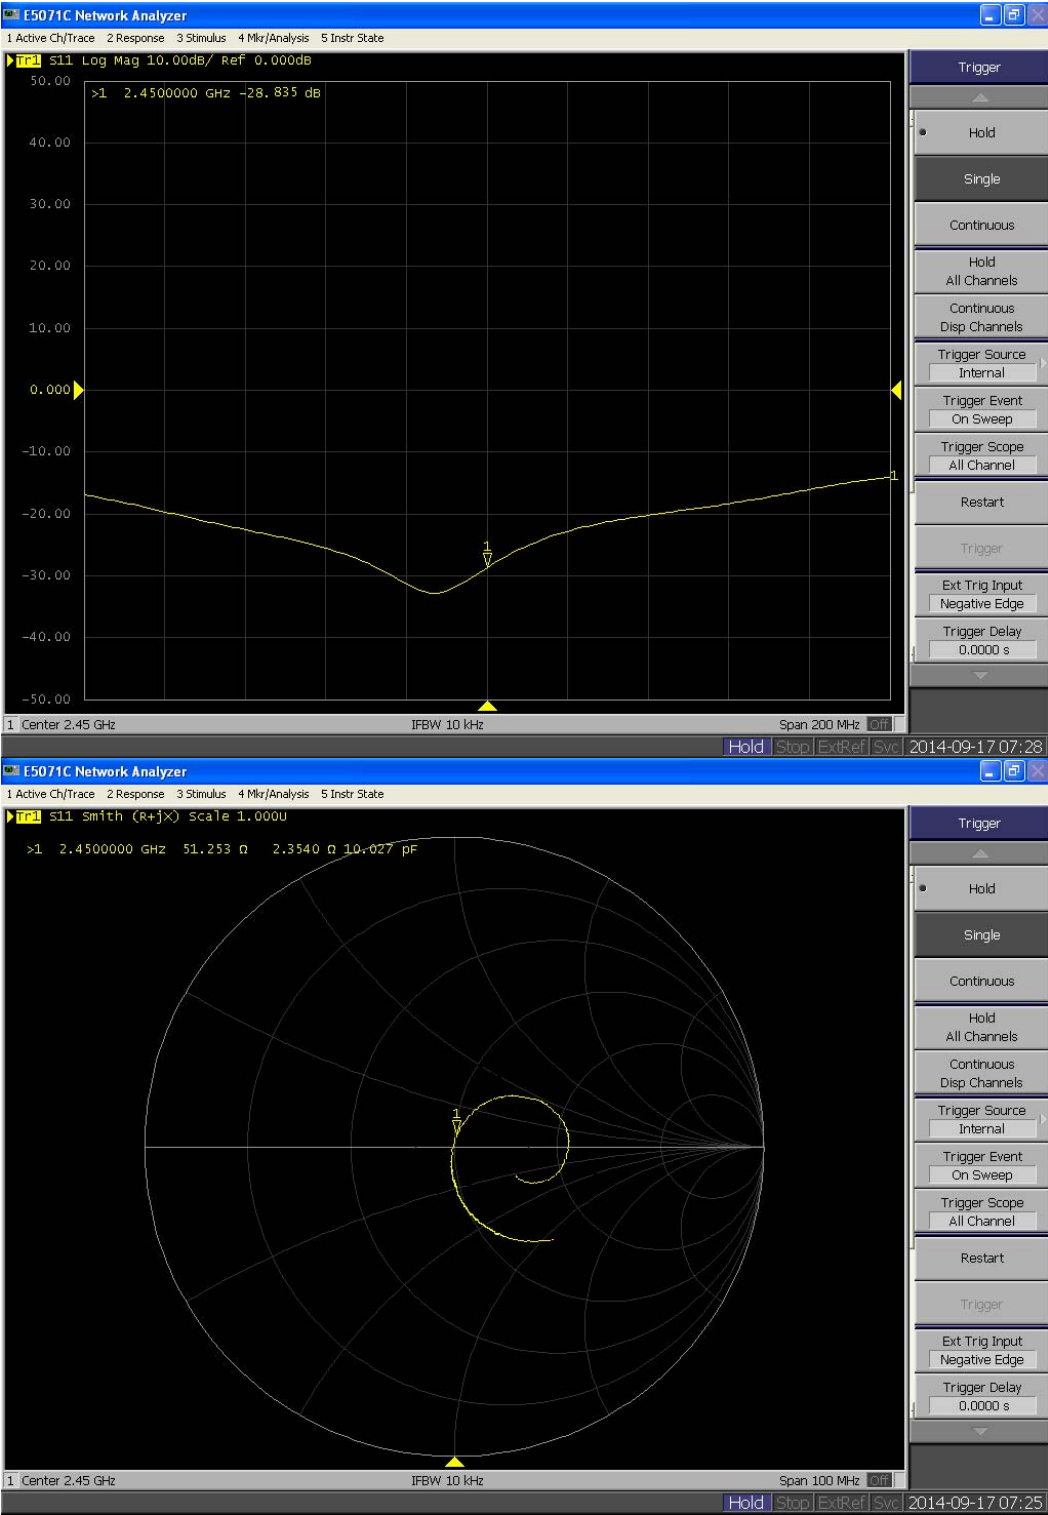 E5071C Network Analyzer
1 Active Ch/Trace 2 Response 3 Stimulus 4 Mkr/Analysis 5 Instr State
Tr1 S11 Log Mag 10.00dB/ Ref 0.000dB
50.00
>1 2.4500000 GHz -28.835 dB
40.00
30.00
20.00
10.00
0.000
-10.00
-20.00
-30.00
-40.00
-50.00
1
1
1 Center 2.45 GHz IFBW 10 kHz Span 200 MHz Off
Trigger
Hold
Single
Continuous
Hold
All Channels
Continuous
Disp Channels
Trigger Source
Internal
Trigger Event
On Sweep
Trigger Scope
All Channel
Restart
Trigger
Ext Trig Input
Negative Edge
Trigger Delay
0.0000 s
Hold Stop ExtRef Svc 2014-09-17 07:28
E5071C Network Analyzer
1 Active Ch/Trace 2 Response 3 Stimulus 4 Mkr/Analysis 5 Instr State
Tr1 S11 Smith (R+jX) Scale 1.000U
>1 2.4500000 GHz 51.253 Ω 2.3540 Ω 10.027 pF
1
1 Center 2.45 GHz IFBW 10 kHz Span 100 MHz Off
Trigger
Hold
Single
Continuous
Hold
All Channels
Continuous
Disp Channels
Trigger Source
Internal
Trigger Event
On Sweep
Trigger Scope
All Channel
Restart
Trigger
Ext Trig Input
Negative Edge
Trigger Delay
0.0000 s
Hold Stop ExtRef Svc 2014-09-17 07:25